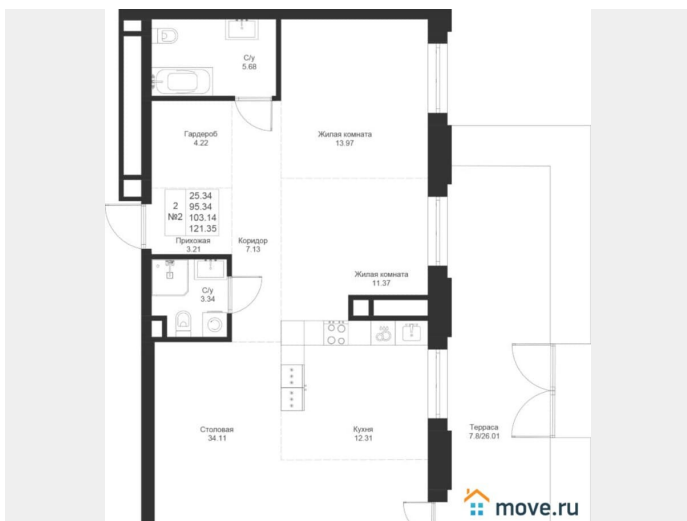 С/у
5.68
Гардероб
4.22
Жилая комната
13.97
2
№2
25.34
95.34
103.14
121.35
Прихожая
3.21
Коридор
7.13
Жилая комната
11.37
С/у
3.34
Столовая
34.11
Кухня
12.31
Терраса
7.8/26.01
move.ru